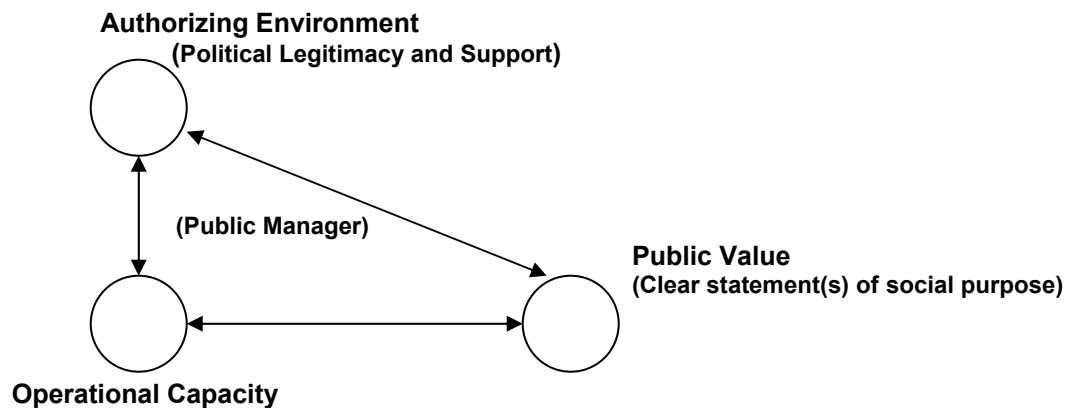 Authorizing Environment
(Political Legitimacy and Support)
(Public Manager)
Public Value
(Clear statement(s) of social purpose)
Operational Capacity